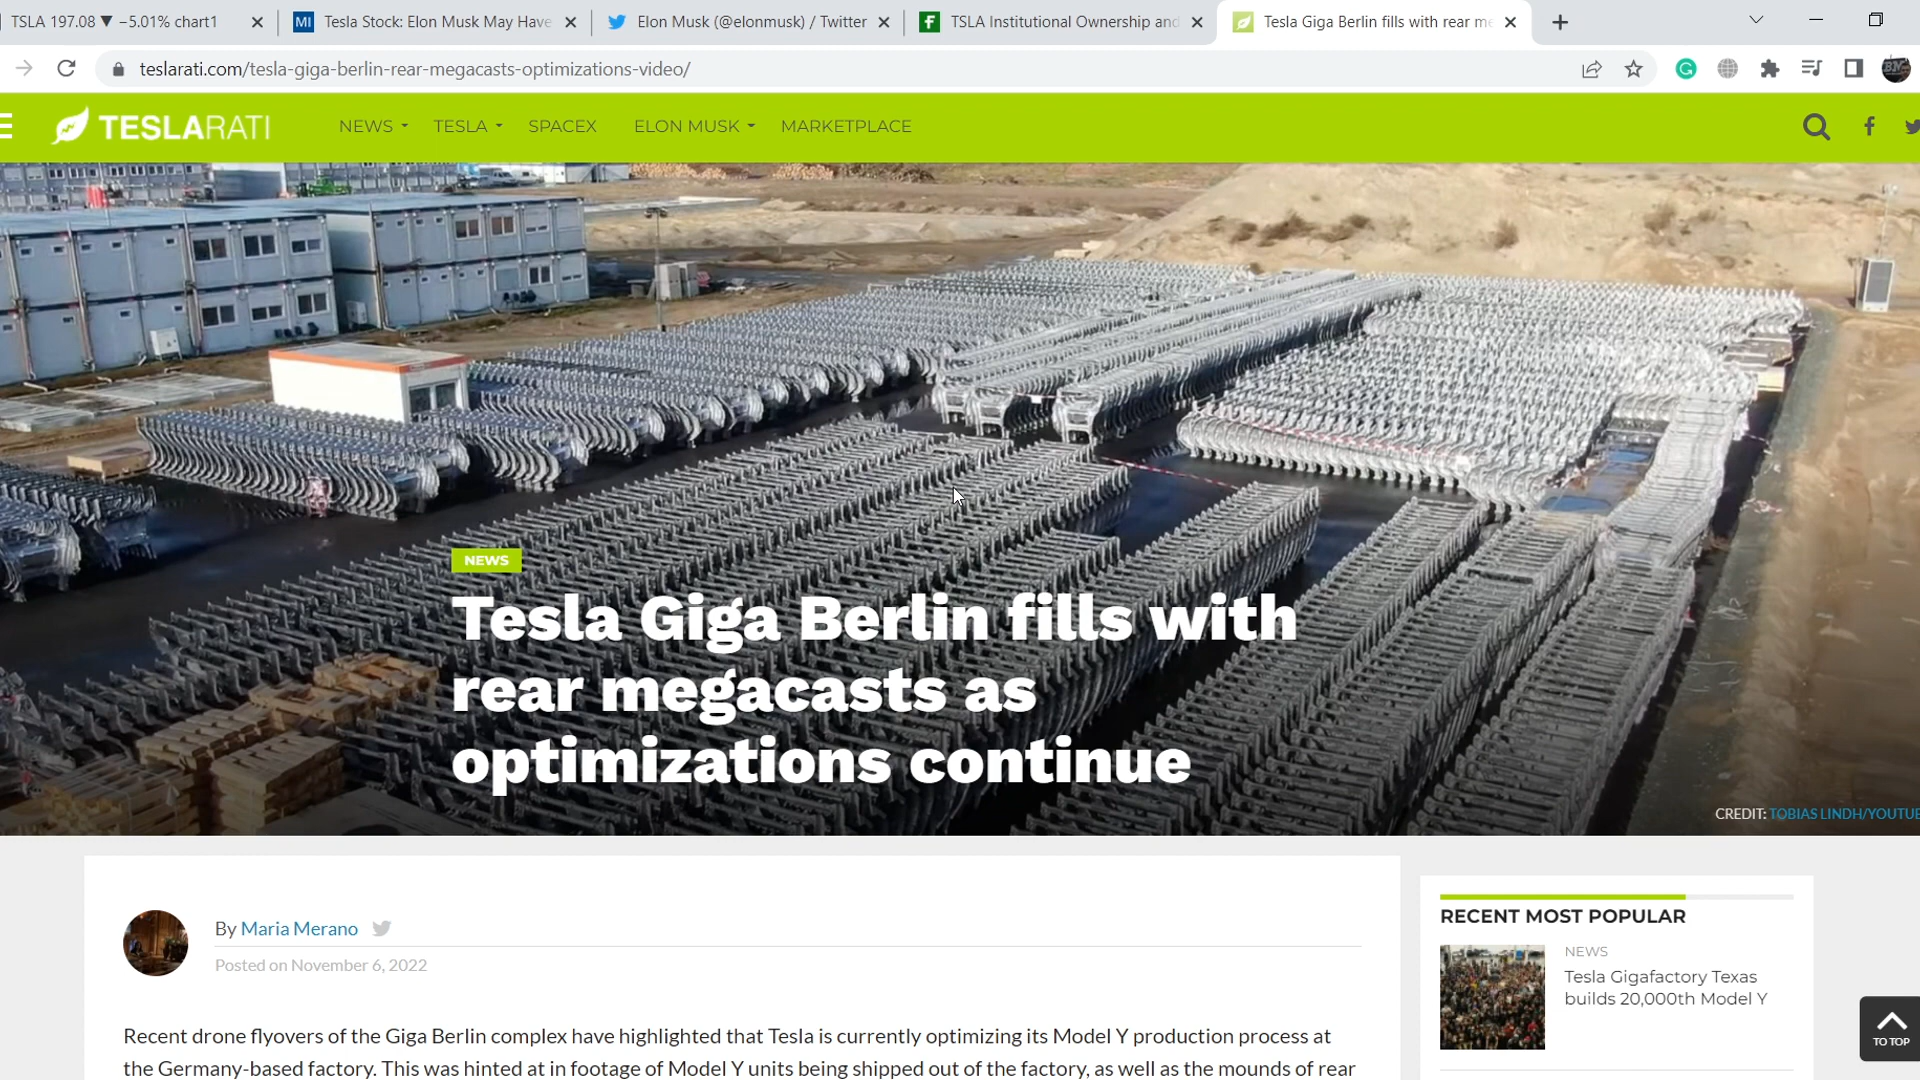 TSLA 197.08 ▼ −5.01% chart1
Tesla Stock: Elon Musk May Have
Elon Musk (@elonmusk) / Twitter
TSLA Institutional Ownership and
Tesla Giga Berlin fills with rear me
teslarati.com/tesla-giga-berlin-rear-megacasts-optimizations-video/
TESLARATI
NEWS
TESLA
SPACEX
ELON MUSK
MARKETPLACE
NEWS
Tesla Giga Berlin fills with
rear megacasts as
optimizations continue
CREDIT: TOBIAS LINDH/YOUTUBE
By Maria Merano
Posted on November 6, 2022
Recent drone flyovers of the Giga Berlin complex have highlighted that Tesla is currently optimizing its Model Y production process at
the Germany-based factory. This was hinted at in footage of Model Y units being shipped out of the factory, as well as the mounds of rear
RECENT MOST POPULAR
NEWS
Tesla Gigafactory Texas
builds 20,000th Model Y
TO TOP